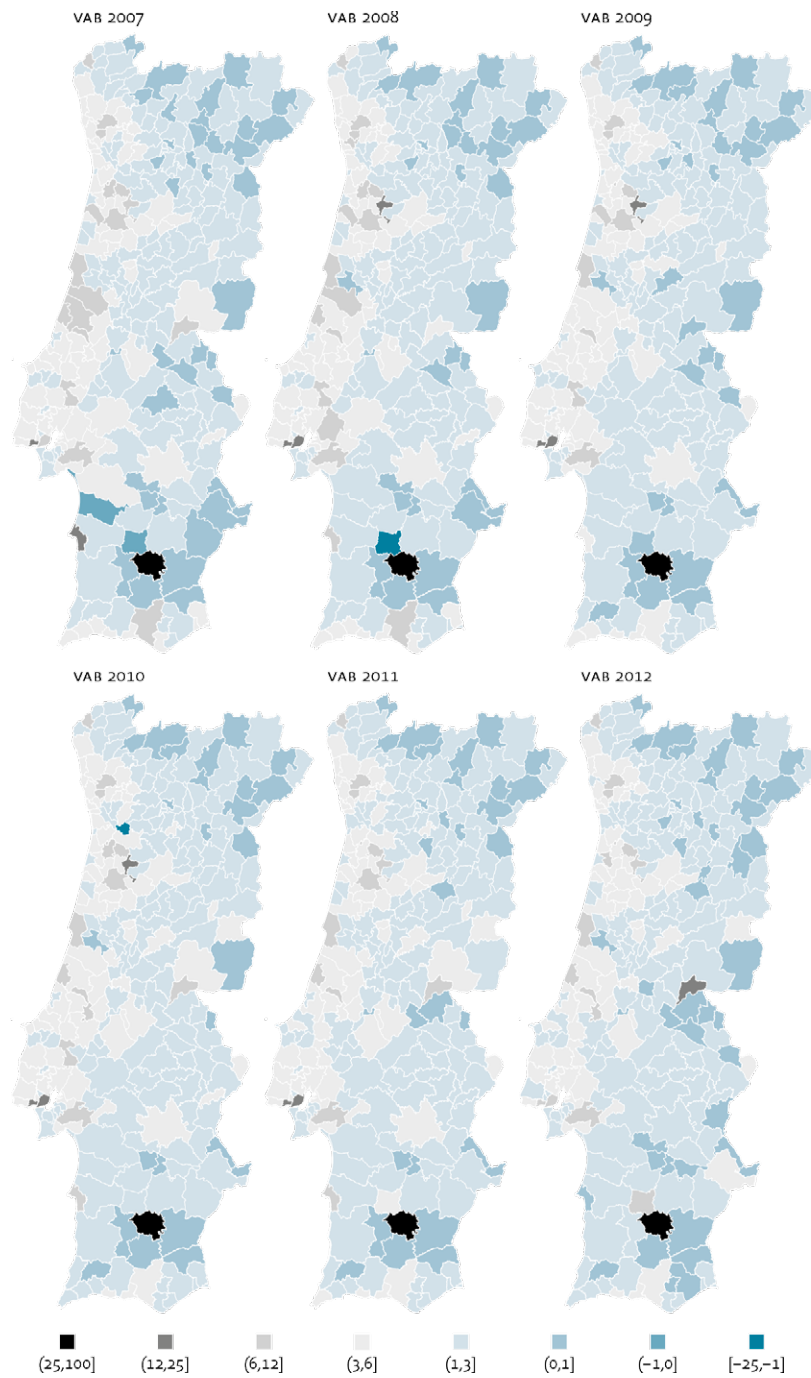 VAB 2007 VAB 2008 VAB 2009
VAB 2010 VAB 2011 VAB 2012
(25,100] (12,25] (6,12] (3,6] (1,3] (0,1] (−1,0] [−25,−1]